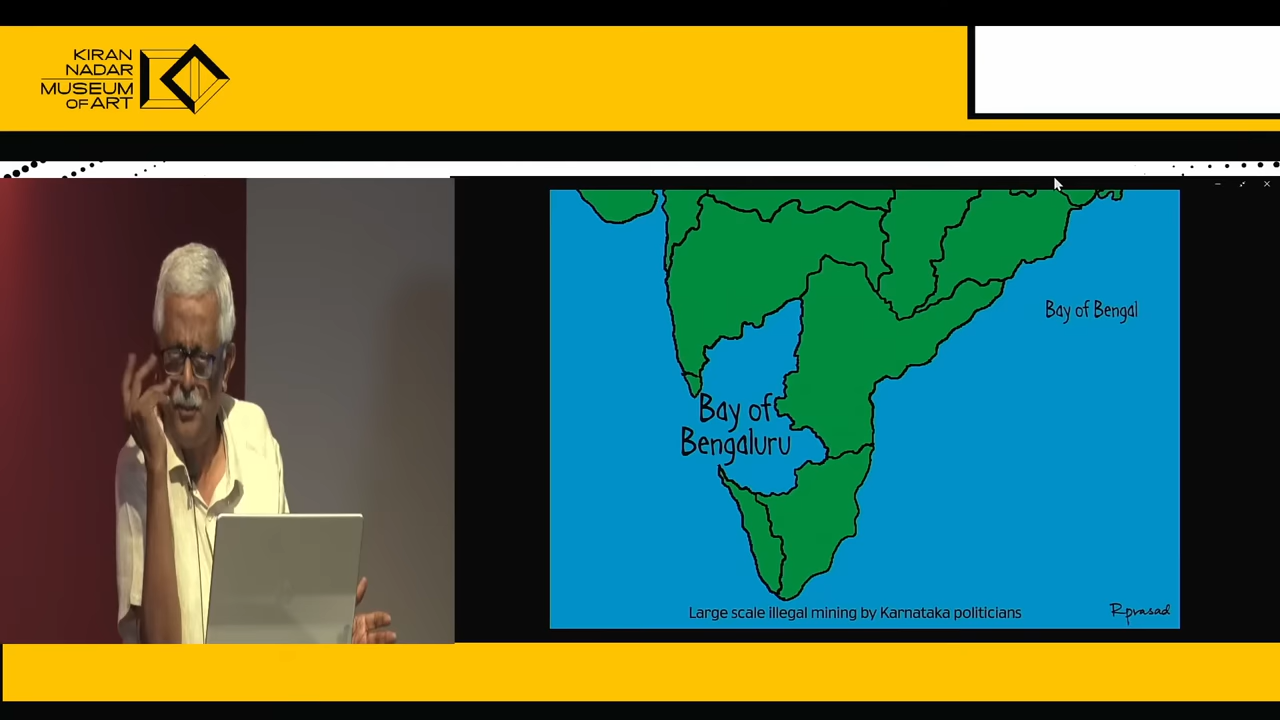 KIRAN
NADAR
MUSEUM
OF ART
Bay of Bengal
Bay of
Bengaluru
Large scale illegal mining by Karnataka politicians
Rprasad